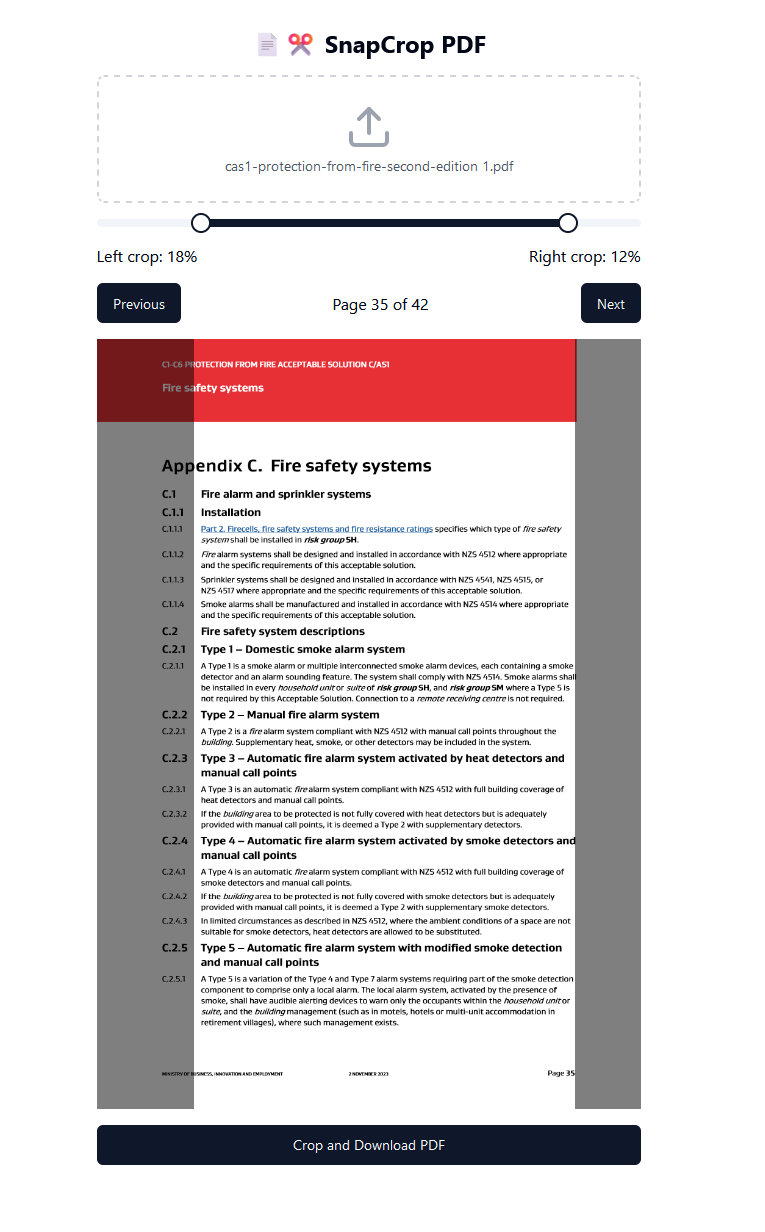 SnapCrop PDF
cas1-protection-from-fire-second-edition 1.pdf
Left crop: 18%
Right crop: 12%
Previous
Page 35 of 42
Next
C1-C6 PROTECTION FROM FIRE ACCEPTABLE SOLUTION C/AS1
Fire safety systems
Appendix C. Fire safety systems
C.1 Fire alarm and sprinkler systems
C.1.1 Installation
C.1.1.1 Part 2. Firecells, fire safety systems and fire resistance ratings specifies which type of fire safety
system shall be installed in risk group SH.
C.1.1.2 Fire alarm systems shall be designed and installed in accordance with NZS 4512 where appropriate
and the specific requirements of this acceptable solution.
C.1.1.3 Sprinkler systems shall be designed and installed in accordance with NZS 4541, NZS 4515, or
NZS 4517 where appropriate and the specific requirements of this acceptable solution.
C.1.1.4 Smoke alarms shall be manufactured and installed in accordance with NZS 4514 where appropriate
and the specific requirements of this acceptable solution.
C.2 Fire safety system descriptions
C.2.1 Type 1 – Domestic smoke alarm system
C.2.1.1 A Type 1 is a smoke alarm or multiple interconnected smoke alarm devices, each containing a smoke
detector and an alarm sounding feature. The system shall comply with NZS 4514. Smoke alarms shall
be installed in every household unit or suite of risk group SH, and risk group SM where a Type 5 is
not required by this Acceptable Solution. Connection to a remote receiving centre is not required.
C.2.2 Type 2 – Manual fire alarm system
C.2.2.1 A Type 2 is a fire alarm system compliant with NZS 4512 with manual call points throughout the
building. Supplementary heat, smoke, or other detectors may be included in the system.
C.2.3 Type 3 – Automatic fire alarm system activated by heat detectors and
manual call points
C.2.3.1 A Type 3 is an automatic fire alarm system compliant with NZS 4512 with full building coverage of
heat detectors and manual call points.
C.2.3.2 If the building area to be protected is not fully covered with heat detectors but is adequately
provided with manual call points, it is deemed a Type 2 with supplementary detectors.
C.2.4 Type 4 – Automatic fire alarm system activated by smoke detectors and
manual call points
C.2.4.1 A Type 4 is an automatic fire alarm system compliant with NZS 4512 with full building coverage of
smoke detectors and manual call points.
C.2.4.2 If the building area to be protected is not fully covered with smoke detectors but is adequately
provided with manual call points, it is deemed a Type 2 with supplementary smoke detectors.
C.2.4.3 In limited circumstances as described in NZS 4512, where the ambient conditions of a space are not
suitable for smoke detectors, heat detectors are allowed to be substituted.
C.2.5 Type 5 – Automatic fire alarm system with modified smoke detection
and manual call points
C.2.5.1 A Type 5 is a variation of the Type 4 and Type 7 alarm systems requiring part of the smoke detection
component to comprise only a local alarm. The local alarm system, activated by the presence of
smoke, shall have audible alerting devices to warn only the occupants within the household unit or
suite, and the building management (such as in motels, hotels or multi-unit accommodation in
retirement villages), where such management exists.
MINISTRY OF BUSINESS, INNOVATION AND EMPLOYMENT
2 NOVEMBER 2023
Page 35
Crop and Download PDF